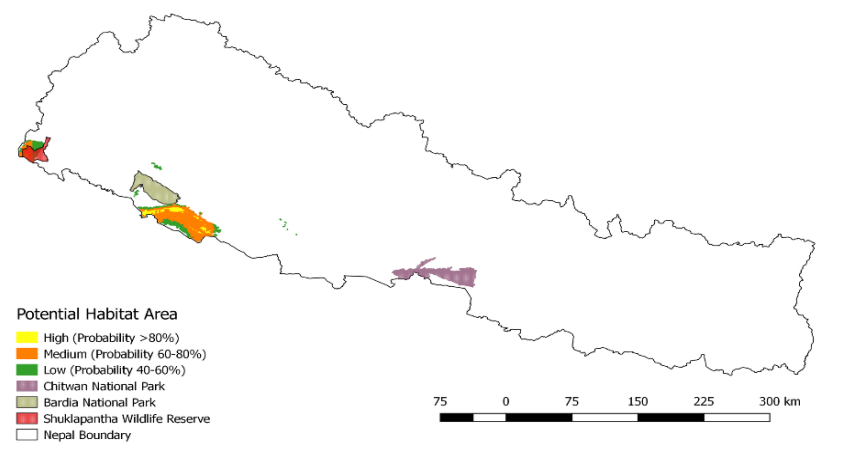 Potential Habitat Area
High (Probability >80%)
Medium (Probability 60-80%)
Low (Probability 40-60%)
Chitwan National Park
Bardia National Park
Shuklapantha Wildlife Reserve
Nepal Boundary
75 0 75 150 225 300 km